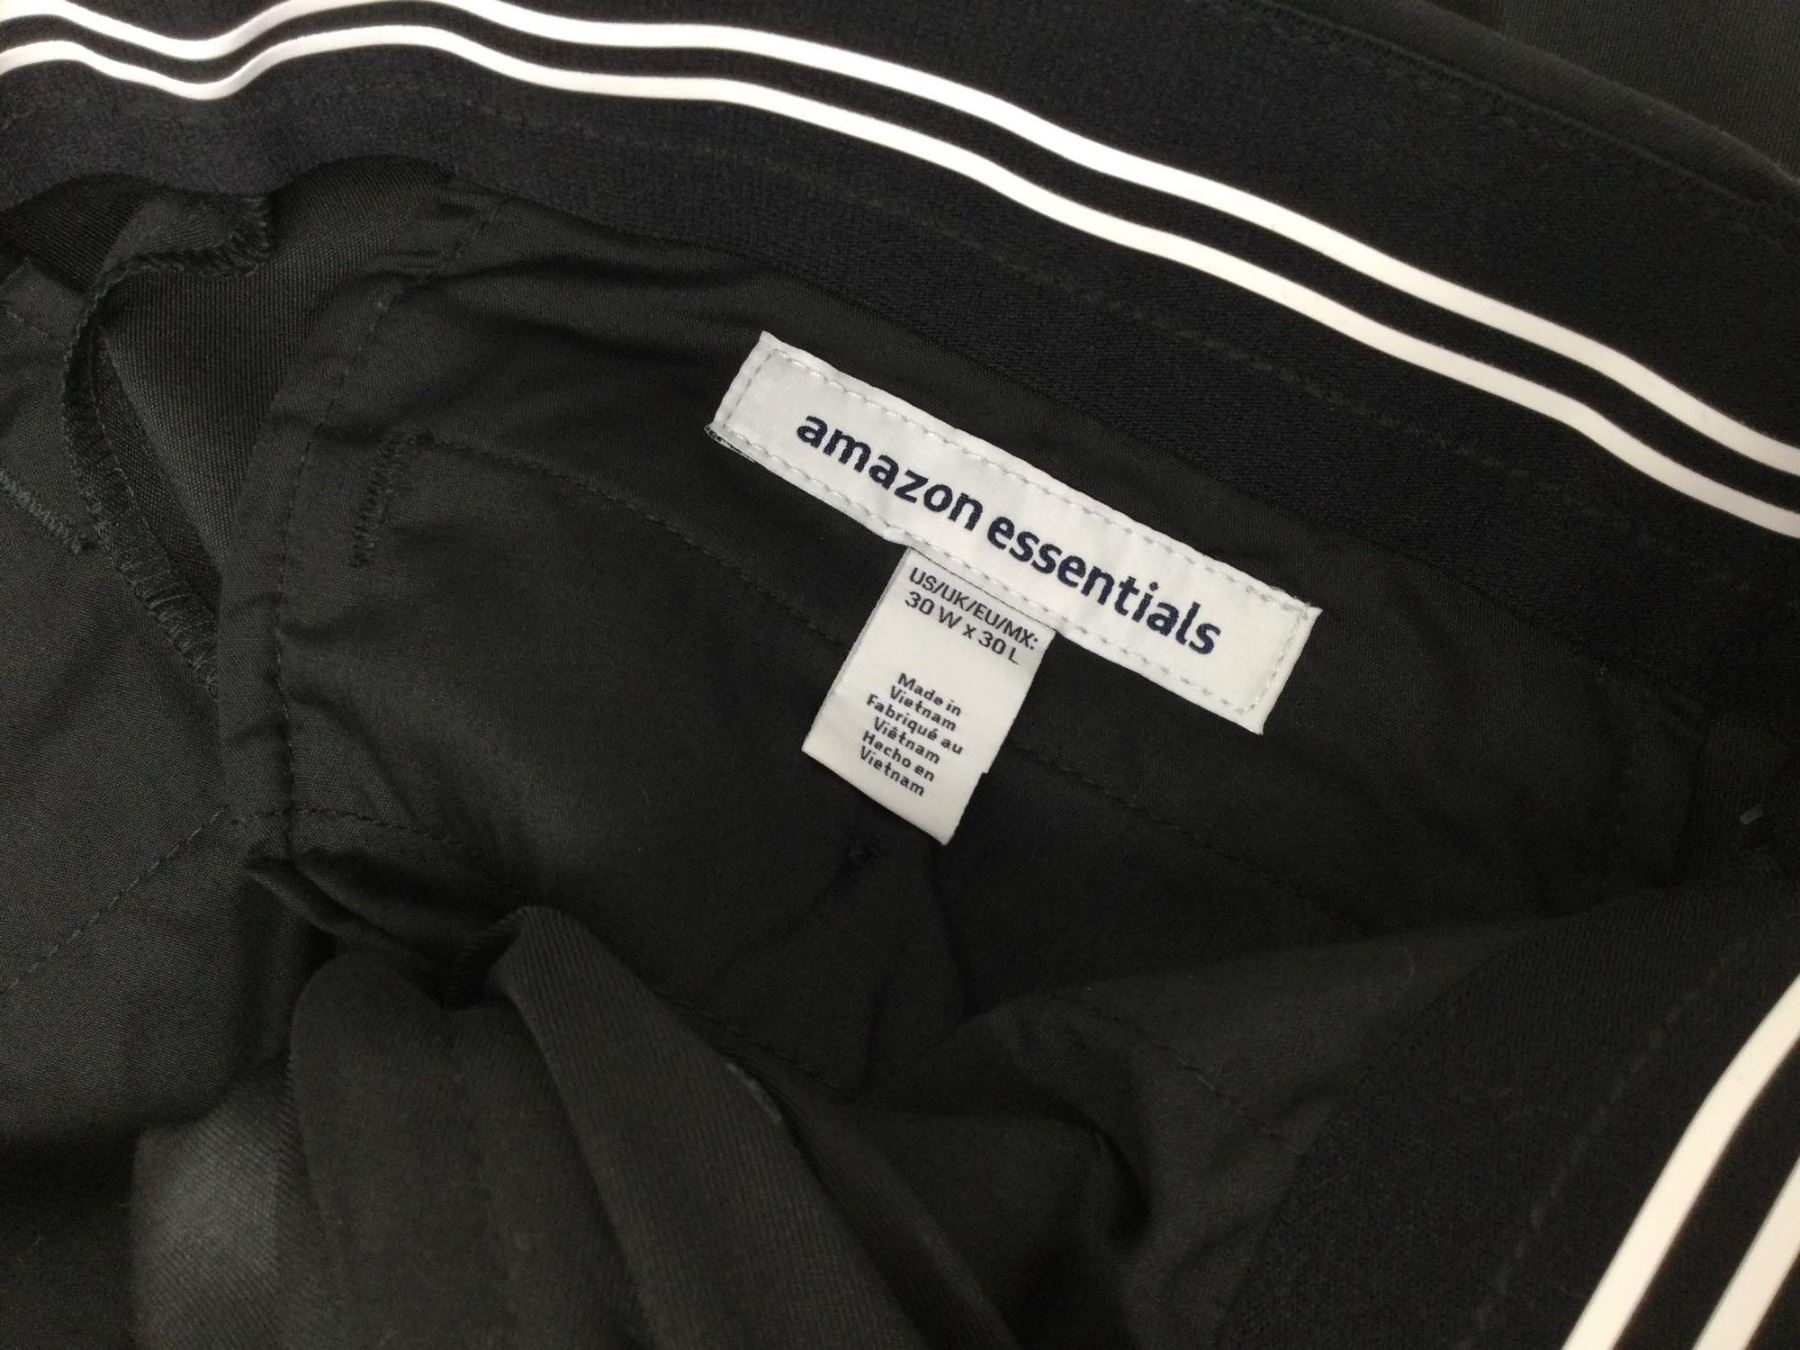 amazon essentials
US/UK/EU/MX:
30 W x 30 L
Made in
Vietnam
Fabriqué au
Viêtnam
Hecho en
Vietnam